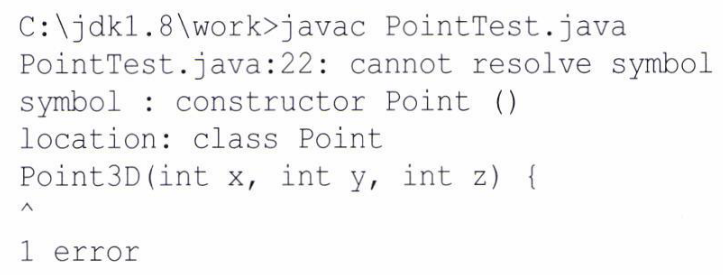 C:\jdk1.8\work>javac PointTest.java
PointTest.java:22: cannot resolve symbol
symbol : constructor Point ()
location: class Point
Point3D(int x, int y, int z) {
^
1 error